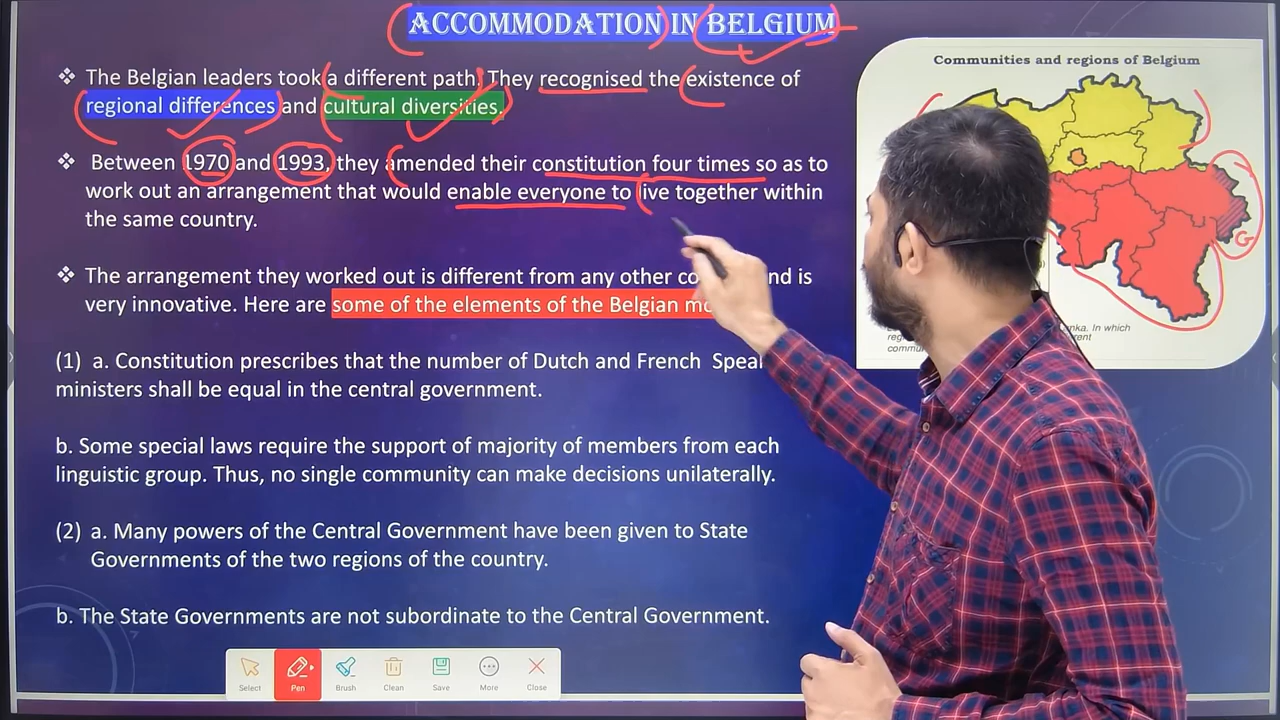 ACCOMMODATION IN BELGIUM
❖ The Belgian leaders took a different path. They recognised the existence of
regional differences and cultural diversities.
❖ Between 1970 and 1993, they amended their constitution four times so as to
work out an arrangement that would enable everyone to live together within
the same country.
❖ The arrangement they worked out is different from any other and is
very innovative. Here are some of the elements of the Belgian
(1) a. Constitution prescribes that the number of Dutch and French
ministers shall be equal in the central government.
b. Some special laws require the support of majority of members from each
linguistic group. Thus, no single community can make decisions unilaterally.
(2) a. Many powers of the Central Government have been given to State
Governments of the two regions of the country.
b. The State Governments are not subordinate to the Central Government.
Communities and regions of Belgium
G
In which
Select
Pen
Brush
Clean
Save
More
Close